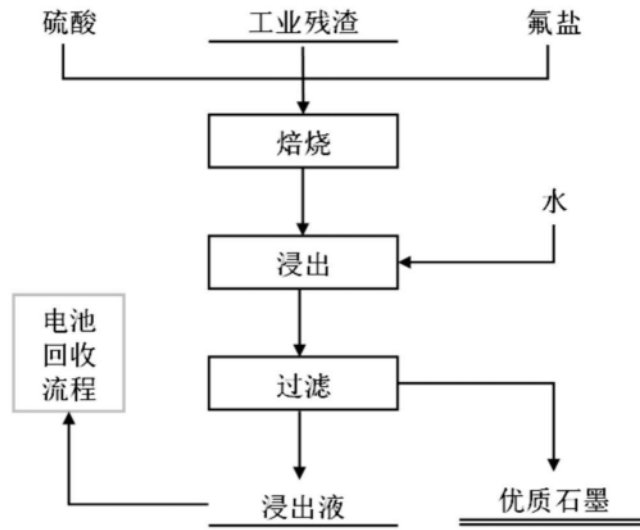 硫酸
工业残渣
氟盐
焙烧
水
浸出
电池
回收
流程
过滤
浸出液
优质石墨